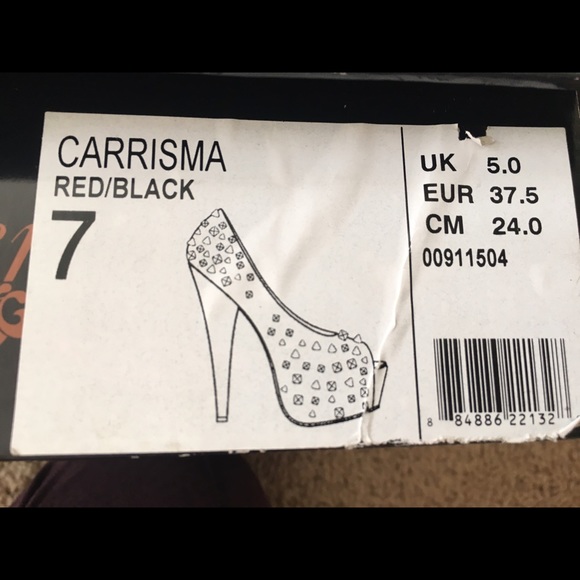 CARRISMA
RED/BLACK
7
UK 5.0
EUR 37.5
CM 24.0
00911504
8 84886 22132